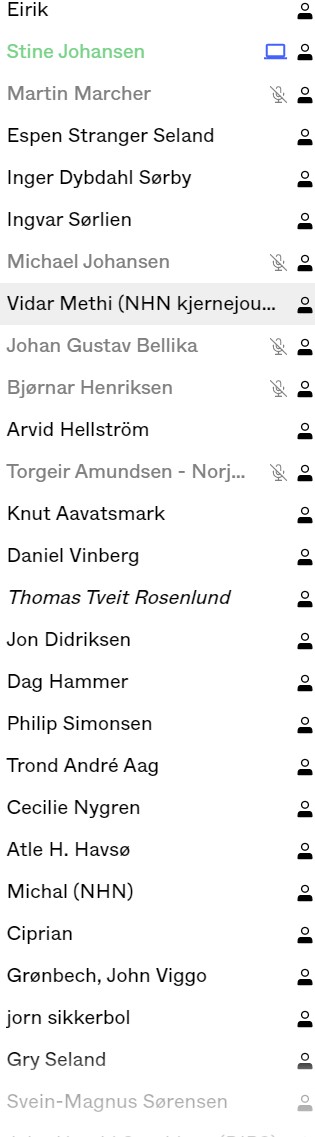 Eirik
Stine Johansen
Martin Marcher
Espen Stranger Seland
Inger Dybdahl Sørby
Ingvar Sørlien
Michael Johansen
Vidar Methi (NHN kjernejou...
Johan Gustav Bellika
Bjørnar Henriksen
Arvid Hellström
Torgeir Amundsen - Norj...
Knut Aavatsmark
Daniel Vinberg
Thomas Tveit Rosenlund
Jon Didriksen
Dag Hammer
Philip Simonsen
Trond André Aag
Cecilie Nygren
Atle H. Havsø
Michal (NHN)
Ciprian
Grønbech, John Viggo
jorn sikkerbol
Gry Seland
Svein-Magnus Sørensen